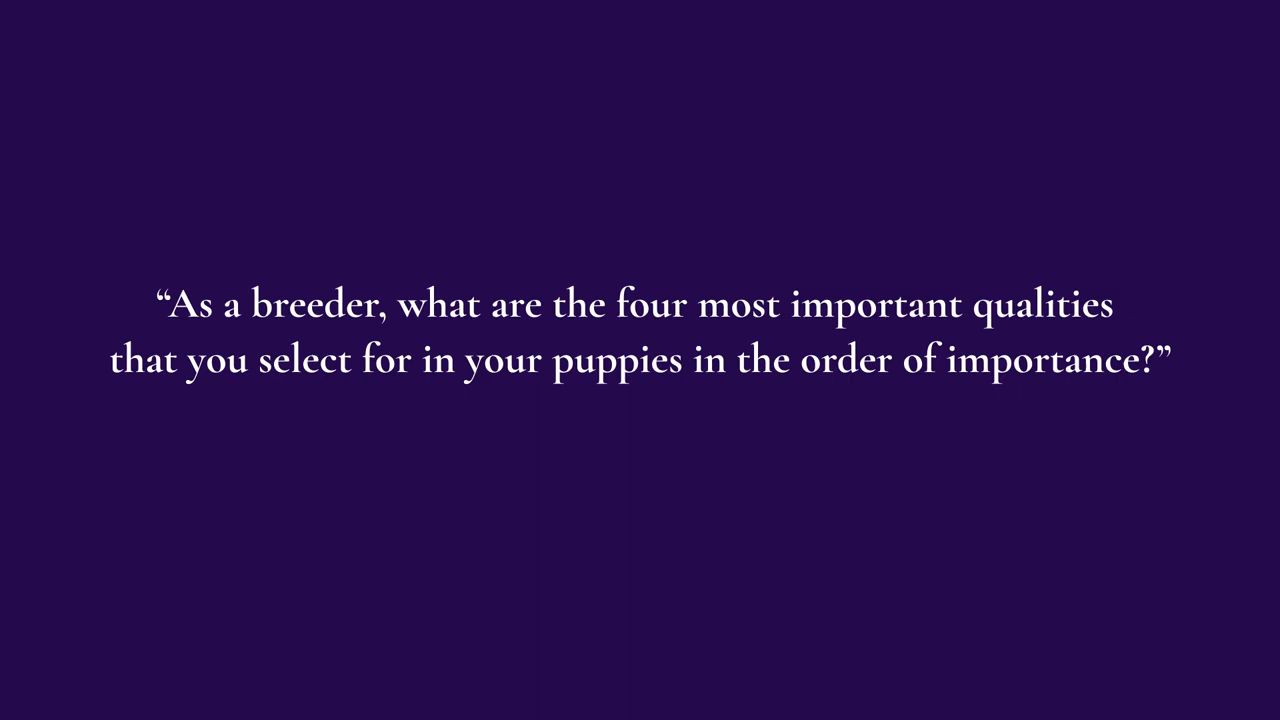 “As a breeder, what are the four most important qualities
that you select for in your puppies in the order of importance?”